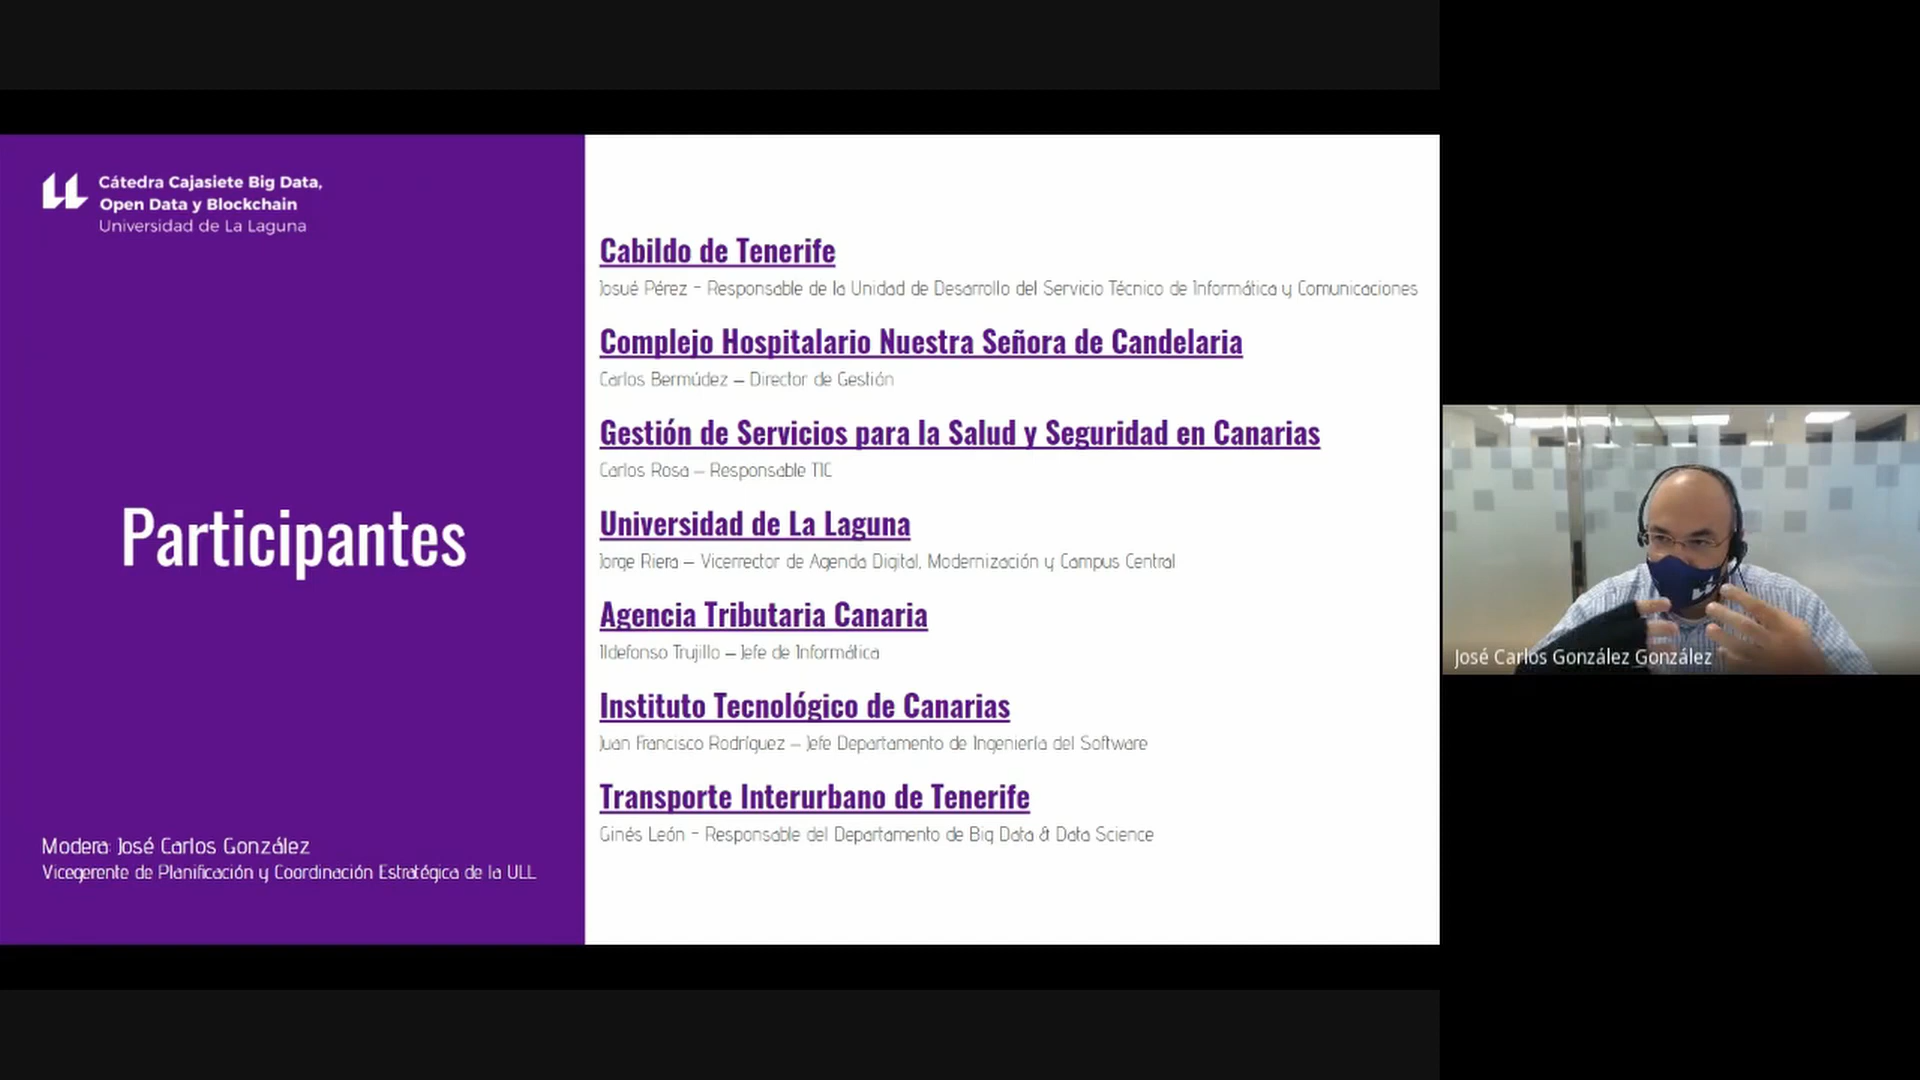 Cátedra Cajasiete Big Data,
Open Data y Blockchain
Universidad de La Laguna
Participantes
Modera: José Carlos González
Vicegerente de Planificación y Coordinación Estratégica de la ULL
Cabildo de Tenerife
Josué Pérez - Responsable de la Unidad de Desarrollo del Servicio Técnico de Informática y Comunicaciones
Complejo Hospitalario Nuestra Señora de Candelaria
Carlos Bermúdez – Director de Gestión
Gestión de Servicios para la Salud y Seguridad en Canarias
Carlos Rosa – Responsable TIC
Universidad de La Laguna
Jorge Riera – Vicerrector de Agenda Digital, Modernización y Campus Central
Agencia Tributaria Canaria
Ildefonso Trujillo – Jefe de Informática
Instituto Tecnológico de Canarias
Juan Francisco Rodríguez – Jefe Departamento de Ingeniería del Software
Transporte Interurbano de Tenerife
Ginés León - Responsable del Departamento de Big Data & Data Science
José Carlos González González